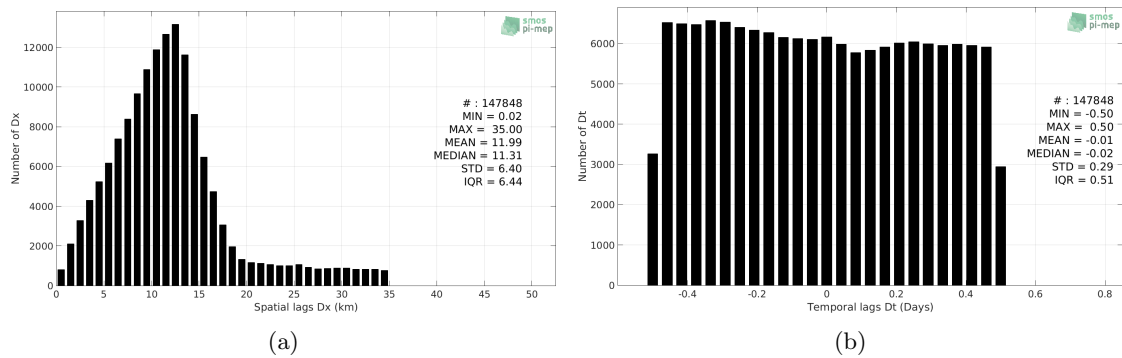 smos
pi-mep
12000
10000
8000
6000
4000
2000
0
Number of Dx
# : 147848
MIN = 0.02
MAX = 35.00
MEAN = 11.99
MEDIAN = 11.31
STD = 6.40
IQR = 6.44
0 5 10 15 20 25 30 35 40 45 50
Spatial lags Dx (km)
(a)
smos
pi-mep
6000
5000
4000
3000
2000
1000
0
Number of Dt
# : 147848
MIN = -0.50
MAX = 0.50
MEAN = -0.01
MEDIAN = -0.02
STD = 0.29
IQR = 0.51
-0.4 -0.2 0 0.2 0.4 0.6 0.8
Temporal lags Dt (Days)
(b)